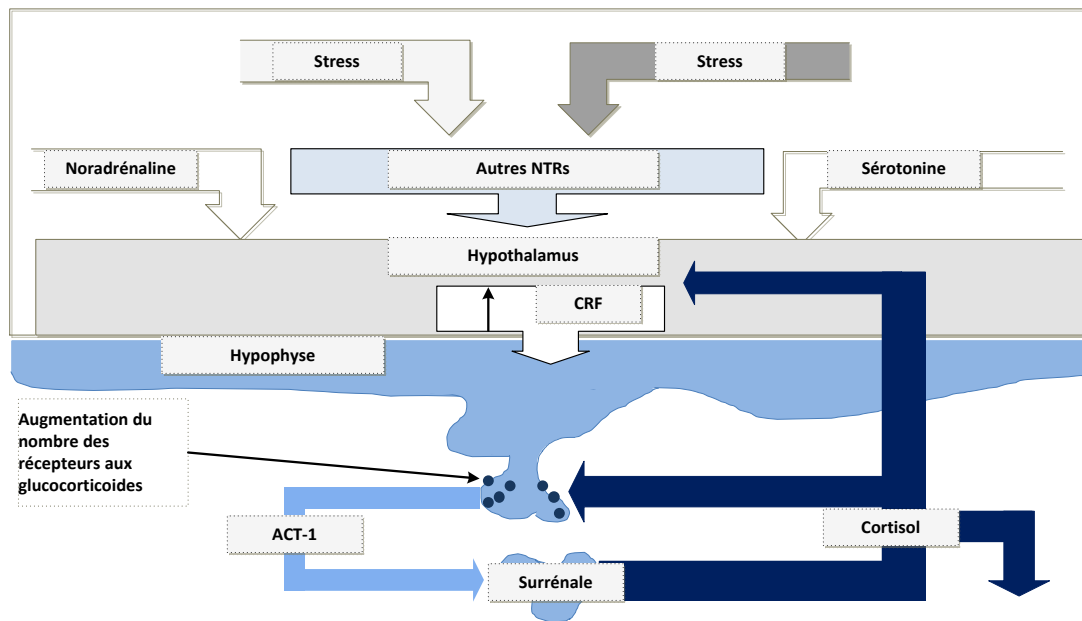 Stress
Stress
Noradrénaline
Autres NTRs
Sérotonine
Hypothalamus
CRF
Hypophyse
Augmentation du
nombre des
récepteurs aux
glucocorticoides
ACT-1
Cortisol
Surrénale